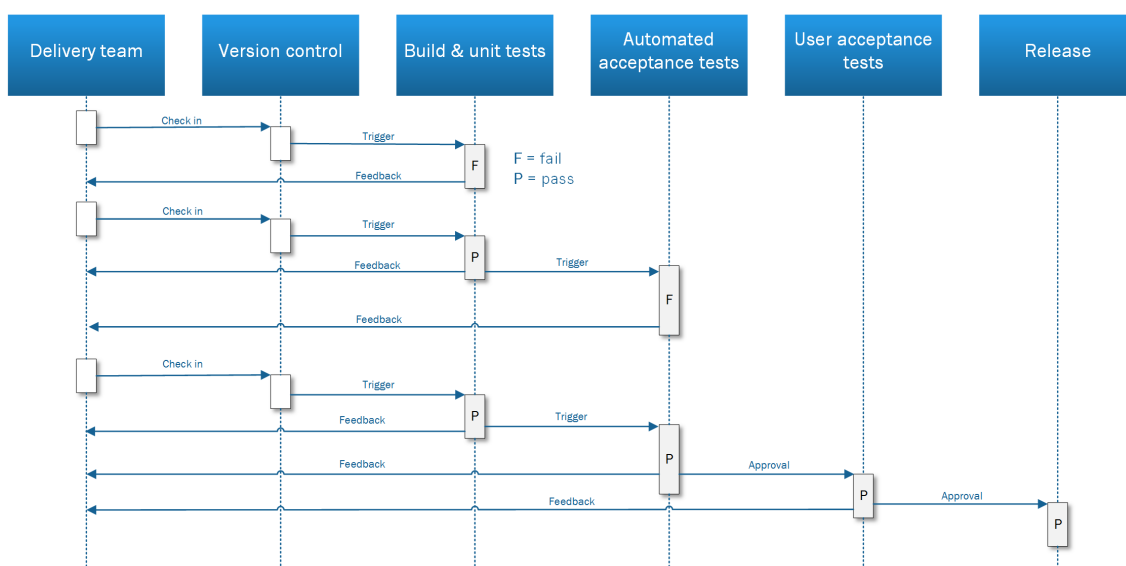 Delivery team
Version control
Build & unit tests
Automated
acceptance tests
User acceptance
tests
Release
Check in
Trigger
F
F = fail
P = pass
Feedback
Check in
Trigger
P
Feedback
Trigger
F
Feedback
Check in
Trigger
P
Feedback
Trigger
P
Feedback
Approval
P
Feedback
Approval
P